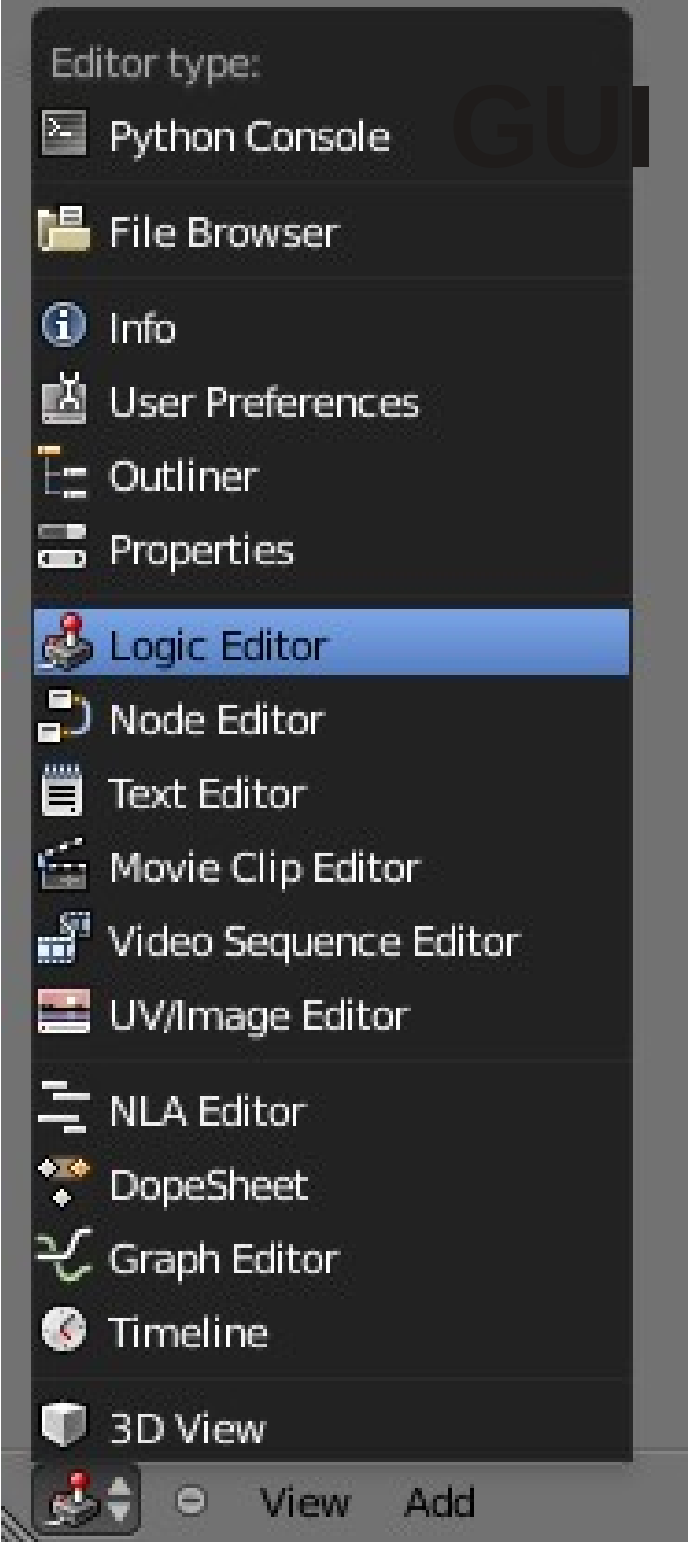 Editor type:
GUI
Python Console
File Browser
Info
User Preferences
Outliner
Properties
Logic Editor
Node Editor
Text Editor
Movie Clip Editor
Video Sequence Editor
UV/Image Editor
NLA Editor
DopeSheet
Graph Editor
Timeline
3D View
View Add